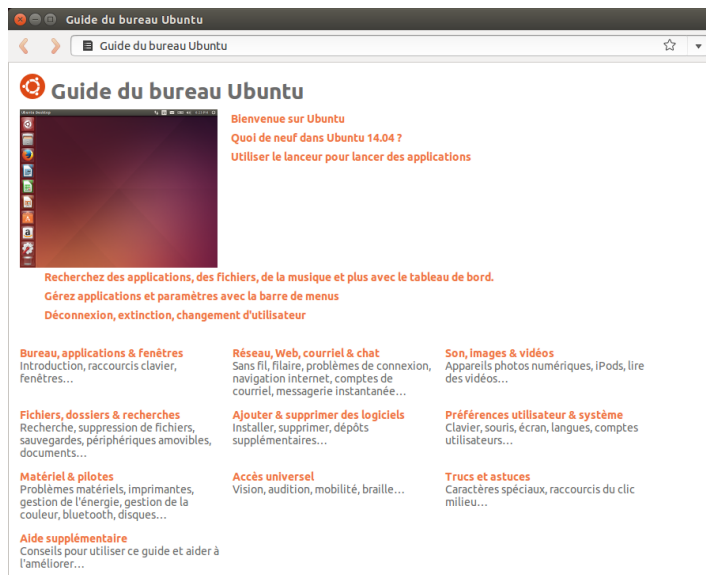 Guide du bureau Ubuntu
Guide du bureau Ubuntu
Guide du bureau Ubuntu
Bienvenue sur Ubuntu
Quoi de neuf dans Ubuntu 14.04 ?
Utiliser le lanceur pour lancer des applications
Recherchez des applications, des fichiers, de la musique et plus avec le tableau de bord.
Gérez applications et paramètres avec la barre de menus
Déconnexion, extinction, changement d'utilisateur
Bureau, applications & fenêtres
Introduction, raccourcis clavier,
fenêtres…
Réseau, Web, courriel & chat
Sans fil, filaire, problèmes de connexion,
navigation internet, comptes de
courriel, messagerie instantanée…
Son, images & vidéos
Appareils photos numériques, iPods, lire
des vidéos…
Fichiers, dossiers & recherches
Recherche, suppression de fichiers,
sauvegardes, périphériques amovibles,
documents…
Ajouter & supprimer des logiciels
Installer, supprimer, dépôts
supplémentaires…
Préférences utilisateur & système
Clavier, souris, écran, langues, comptes
utilisateurs…
Matériel & pilotes
Problèmes matériels, imprimantes,
gestion de l'énergie, gestion de la
couleur, bluetooth, disques…
Accès universel
Vision, audition, mobilité, braille…
Trucs et astuces
Caractères spéciaux, raccourcis du clic
milieu…
Aide supplémentaire
Conseils pour utiliser ce guide et aider à
l'améliorer…